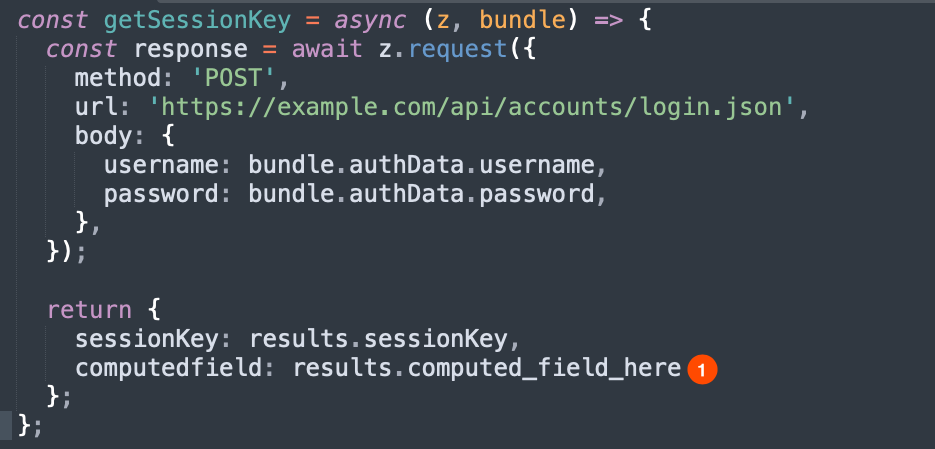 const getSessionKey = async (z, bundle) => {
  const response = await z.request({
    method: 'POST',
    url: 'https://example.com/api/accounts/login.json',
    body: {
      username: bundle.authData.username,
      password: bundle.authData.password,
    },
  });

  return {
    sessionKey: results.sessionKey,
    computedfield: results.computed_field_here 1
  };
};